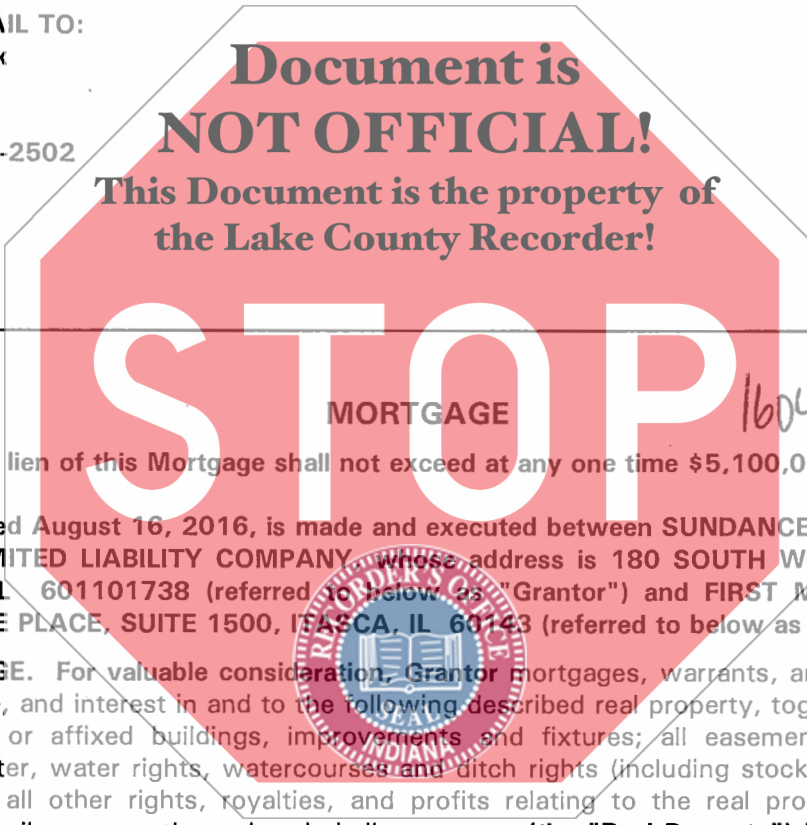 AIL TO:
-2502
Document is
NOT OFFICIAL!
This Document is the property of
the Lake County Recorder!
STOP
MORTGAGE
1604
lien of this Mortgage shall not exceed at any one time $5,100,0
ed August 16, 2016, is made and executed between SUNDANCE
MITED LIABILITY COMPANY, whose address is 180 SOUTH W
L 601101738 (referred to below as "Grantor") and FIRST M
E PLACE, SUITE 1500, ITASCA, IL 60143 (referred to below as
GE. For valuable consideration, Grantor mortgages, warrants, a
, and interest in and to the following described real property, tog
or affixed buildings, improvements and fixtures; all easemen
ter, water rights, watercourses and ditch rights (including stock
all other rights, royalties, and profits relating to the real pro
RECORDER'S OFFICE
SEAL
INDIANA